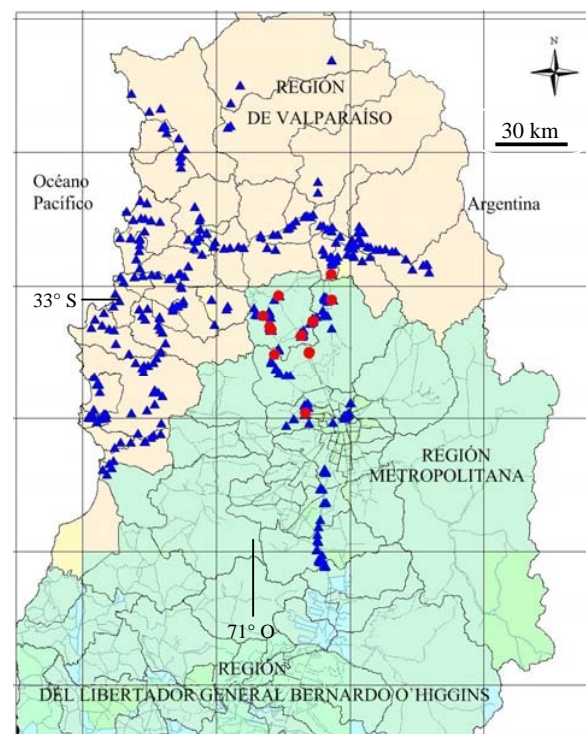 N
REGIÓN
DE VALPARAÍSO
30 km
Océano
Pacífico
Argentina
33° S
REGIÓN
METROPOLITANA
71° O
REGIÓN
DEL LIBERTADOR GENERAL BERNARDO O'HIGGINS